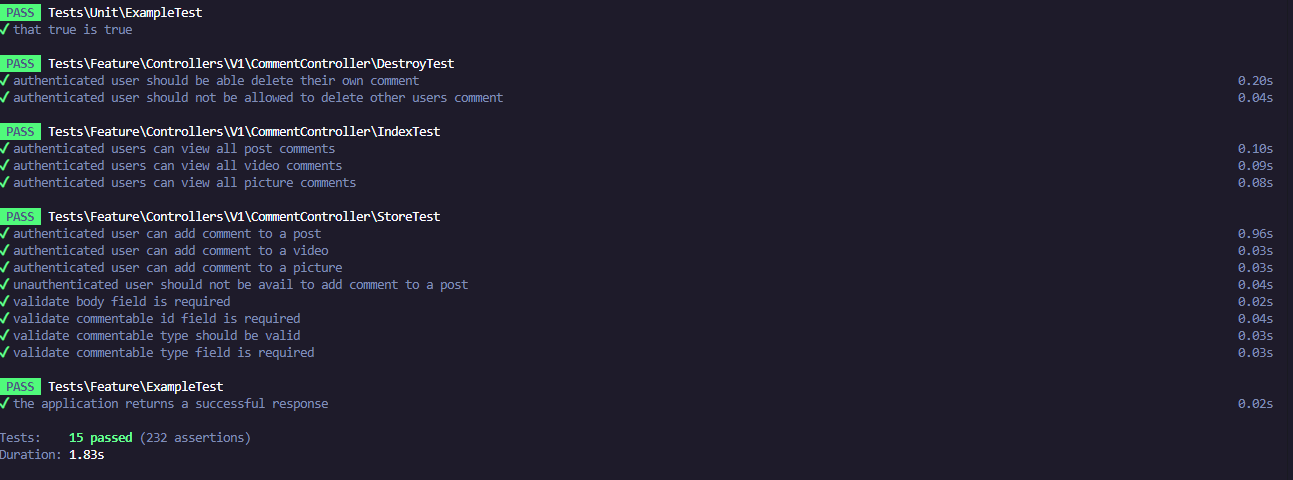 PASS Tests\Unit\ExampleTest
✓ that true is true
PASS Tests\Feature\Controllers\V1\CommentController\DestroyTest
✓ authenticated user should be able delete their own comment 0.20s
✓ authenticated user should not be allowed to delete other users comment 0.04s
PASS Tests\Feature\Controllers\V1\CommentController\IndexTest
✓ authenticated users can view all post comments 0.10s
✓ authenticated users can view all video comments 0.09s
✓ authenticated users can view all picture comments 0.08s
PASS Tests\Feature\Controllers\V1\CommentController\StoreTest
✓ authenticated user can add comment to a post 0.96s
✓ authenticated user can add comment to a video 0.03s
✓ authenticated user can add comment to a picture 0.03s
✓ unauthenticated user should not be avail to add comment to a post 0.04s
✓ validate body field is required 0.02s
✓ validate commentable id field is required 0.04s
✓ validate commentable type should be valid 0.03s
✓ validate commentable type field is required 0.03s
PASS Tests\Feature\ExampleTest
✓ the application returns a successful response 0.02s
Tests: 15 passed (232 assertions)
Duration: 1.83s